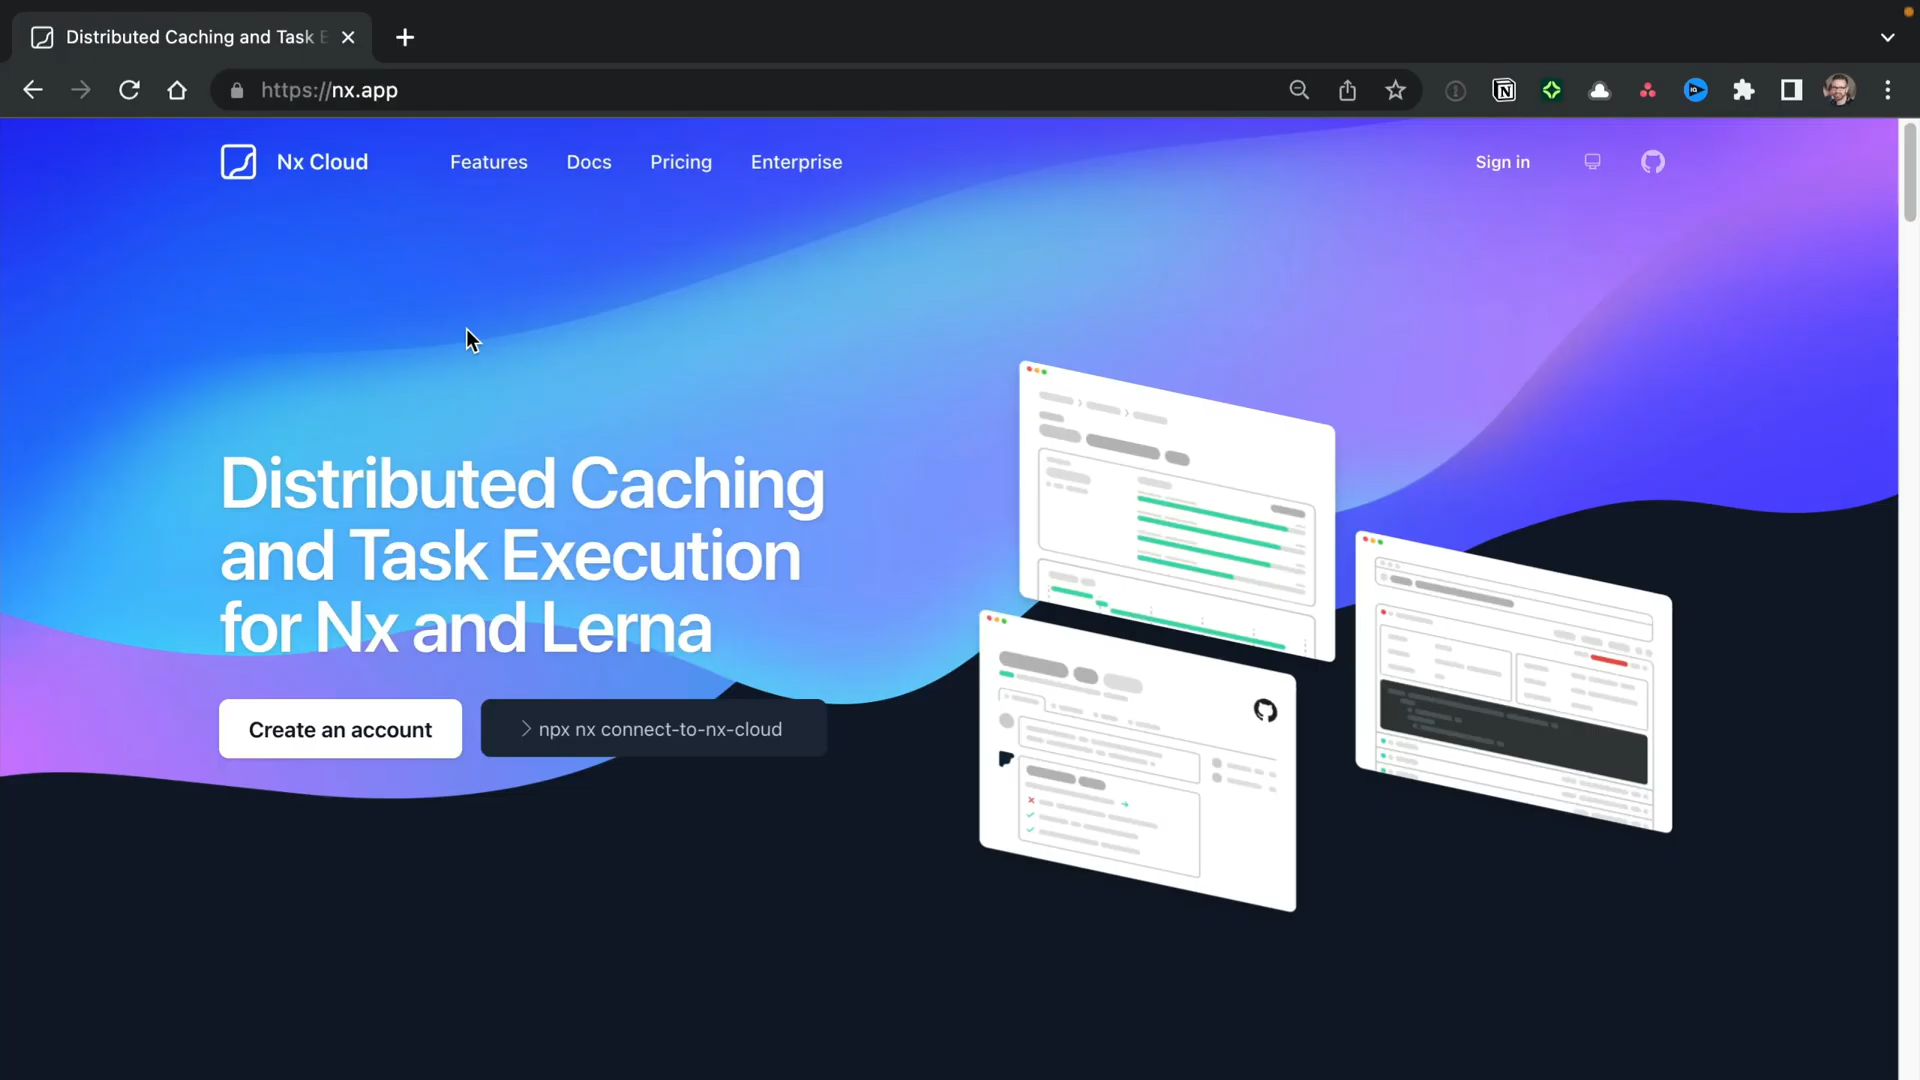 Distributed Caching and Task E
https://nx.app
Nx Cloud
Features
Docs
Pricing
Enterprise
Sign in
Distributed Caching
and Task Execution
for Nx and Lerna
Create an account
> npx nx connect-to-nx-cloud